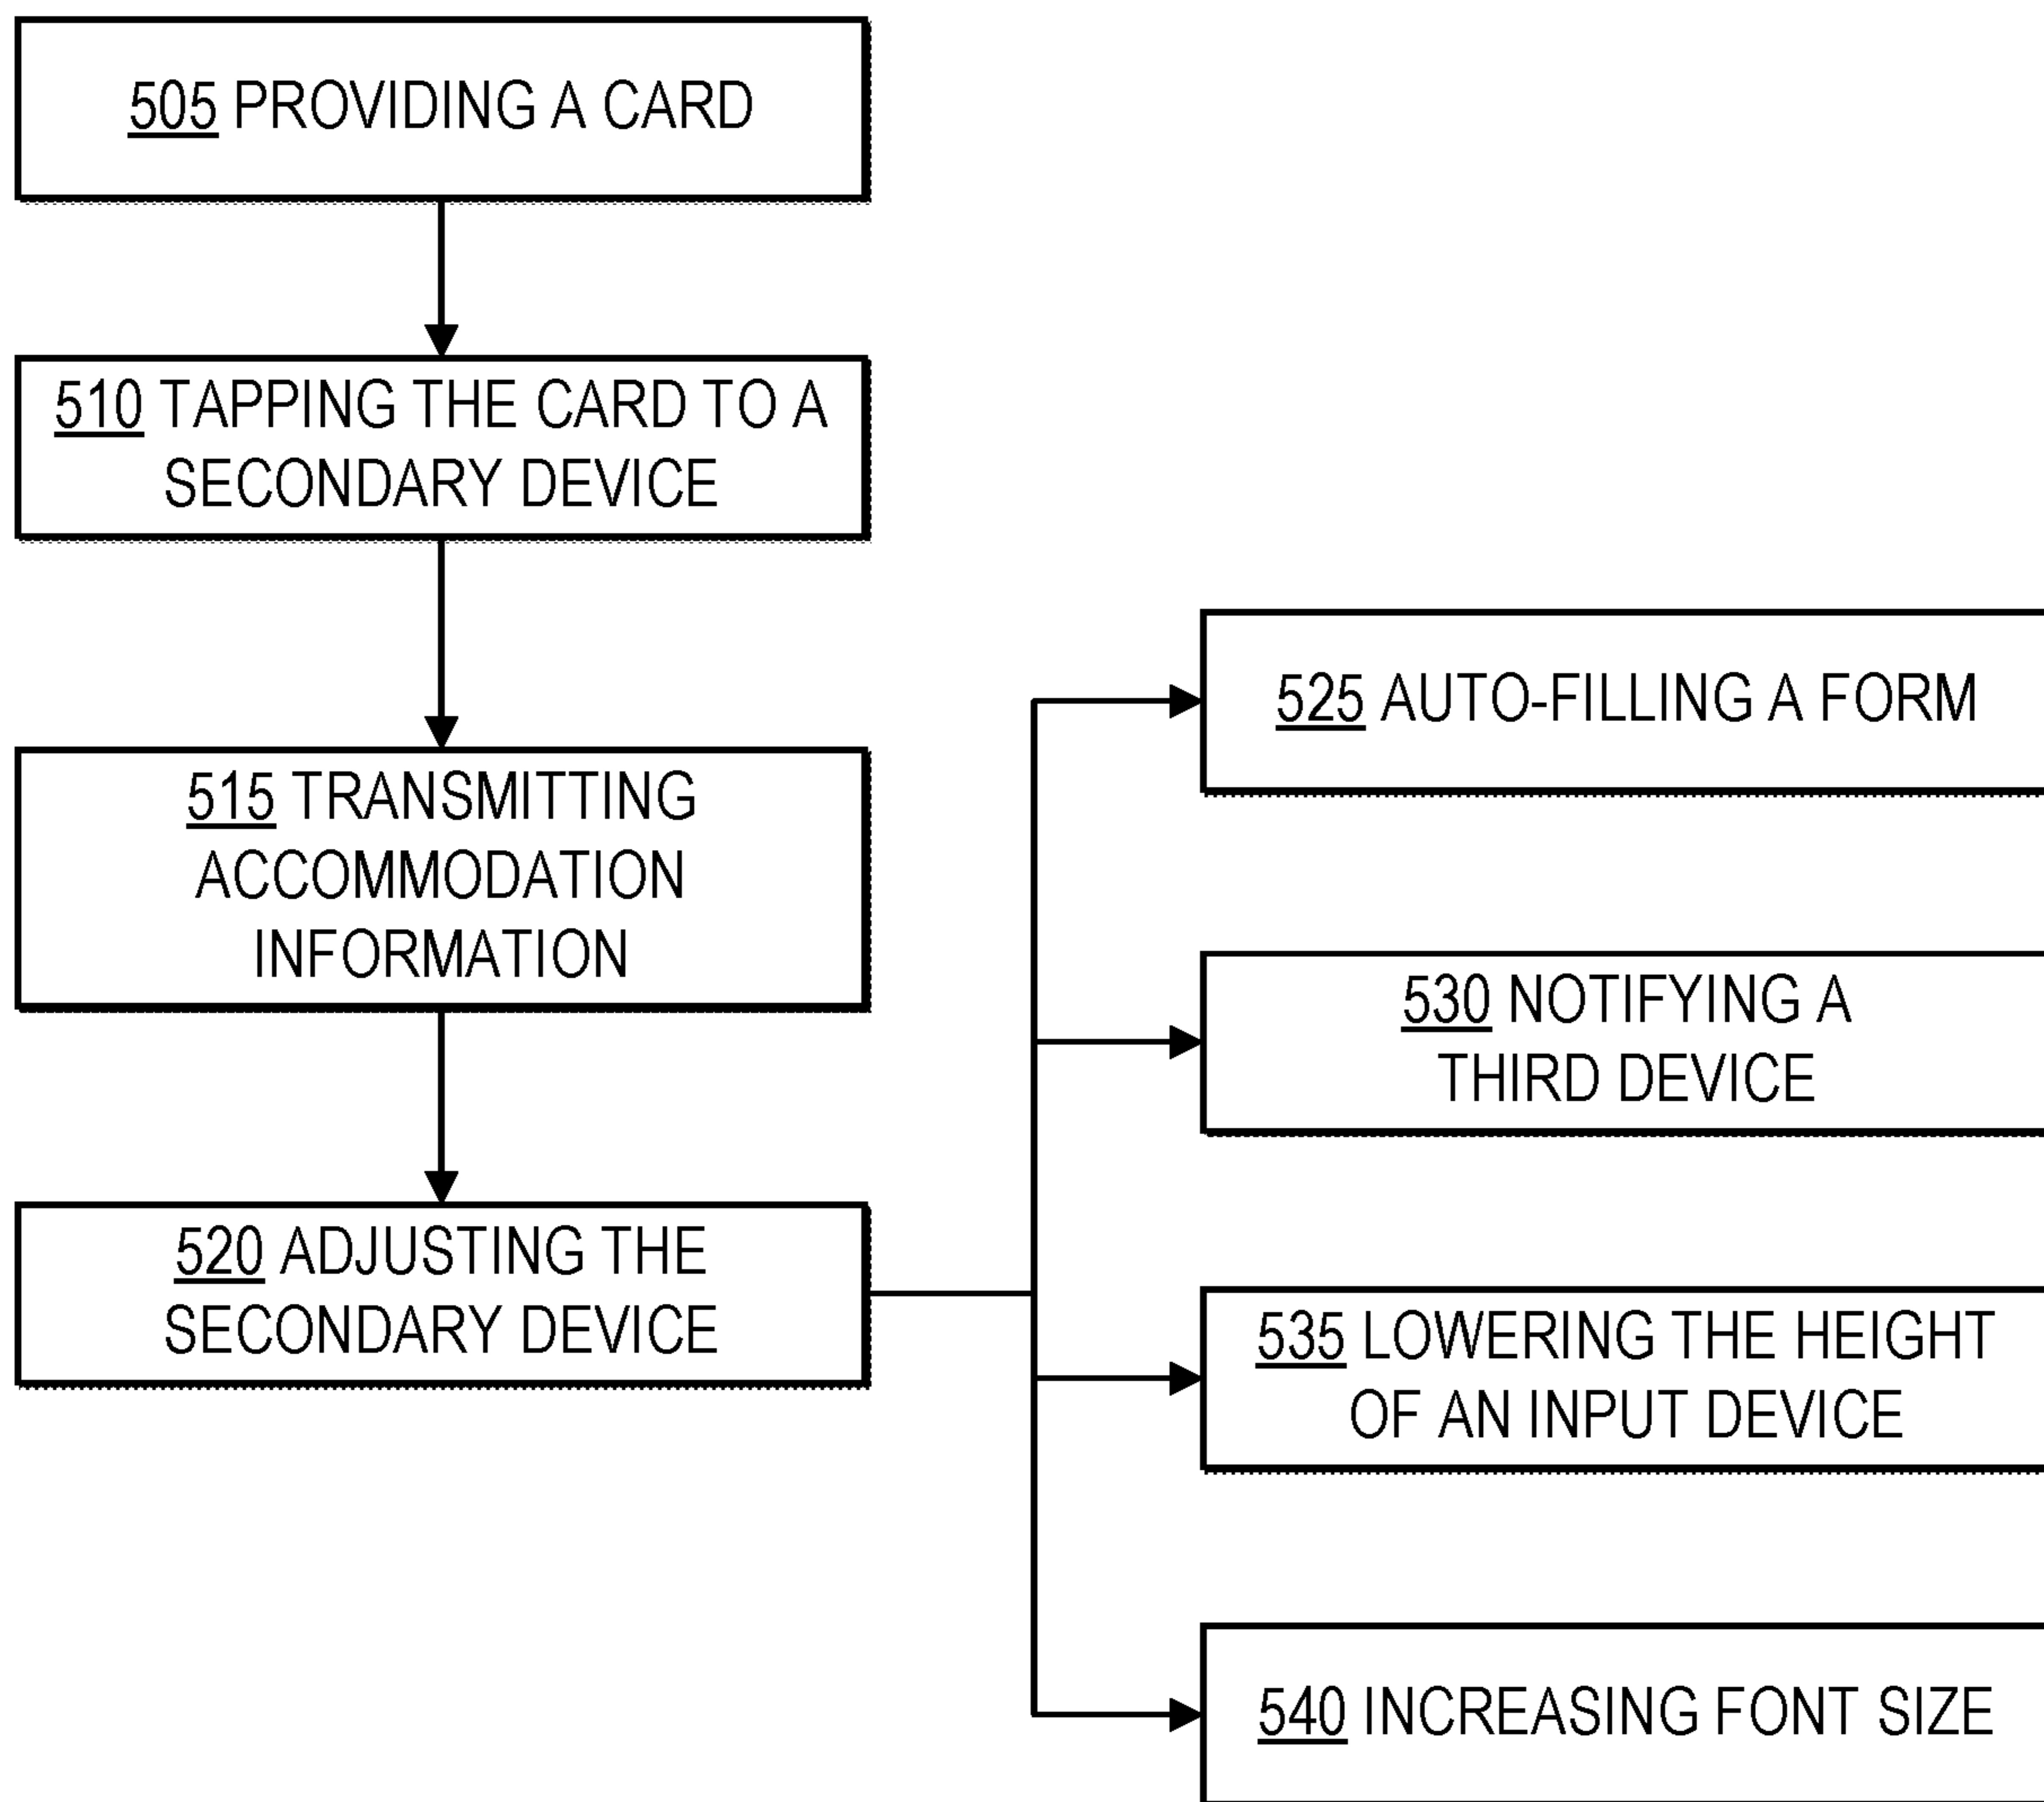 505 PROVIDING A CARD
510 TAPPING THE CARD TO A
SECONDARY DEVICE
515 TRANSMITTING
ACCOMMODATION
INFORMATION
520 ADJUSTING THE
SECONDARY DEVICE
525 AUTO-FILLING A FORM
530 NOTIFYING A
THIRD DEVICE
535 LOWERING THE HEIGHT
OF AN INPUT DEVICE
540 INCREASING FONT SIZE